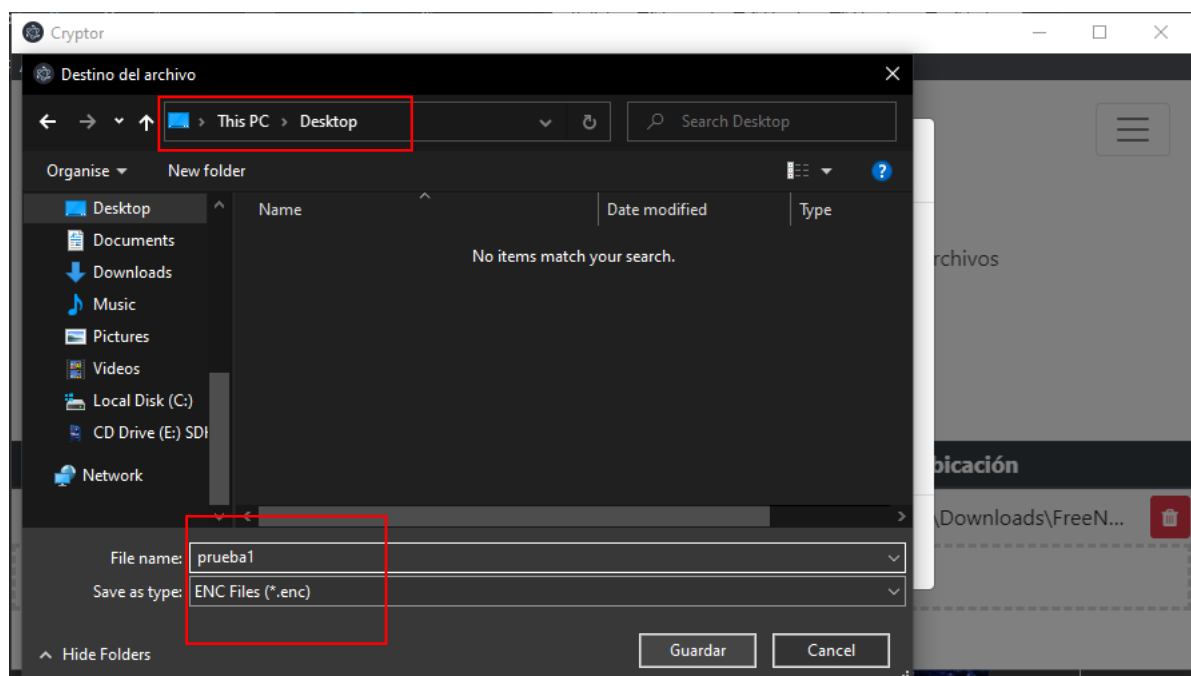 Cryptor
Destino del archivo
This PC > Desktop
Search Desktop
Organise
New folder
Name
Date modified
Type
Desktop
Documents
Downloads
Music
Pictures
Videos
Local Disk (C:)
CD Drive (E:)
Network
No items match your search.
rchivos
bicación
\Downloads\FreeN...
File name: prueba1
Save as type: ENC Files (*.enc)
Hide Folders
Guardar
Cancel